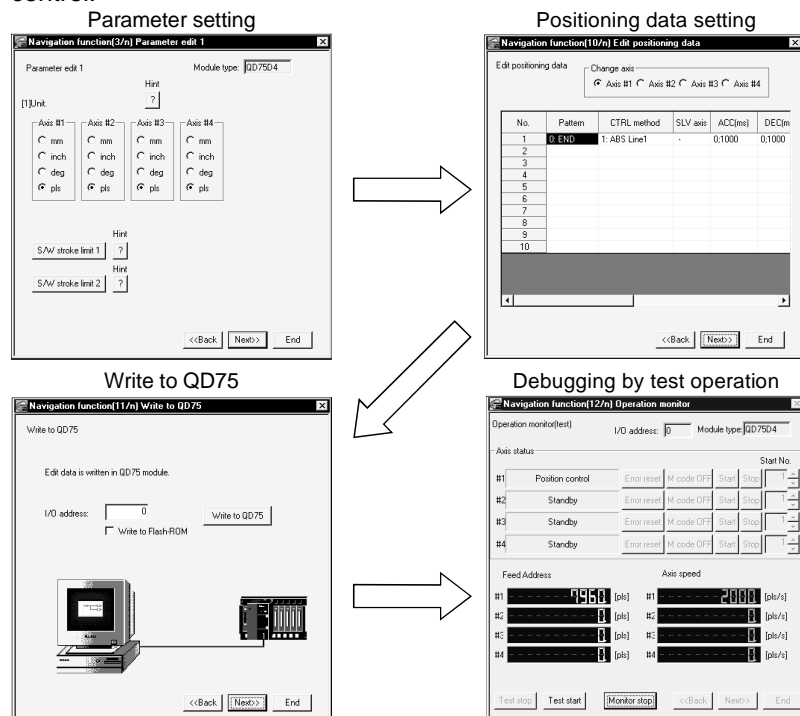 control.
Parameter setting
Navigation function(3/n) Parameter edit 1
Parameter edit 1 Module type: QD75D4
Hint
[1]Unit. ?
Axis #1 Axis #2 Axis #3 Axis #4
mm mm mm mm
inch inch inch inch
deg deg deg deg
pls pls pls pls
Hint
S/W stroke limit 1 ?
Hint
S/W stroke limit 2 ?
<<Back Next>> End
Positioning data setting
Navigation function(10/n) Edit positioning data
Edit positioning data Change axis
Axis #1 Axis #2 Axis #3 Axis #4
No. Pattern CTRL method SLV axis ACC(ms) DEC(m
1 0: END 1: ABS Line1 - 0;1000 0;1000
2
3
4
5
6
7
8
9
10
<<Back Next>> End
Write to QD75
Navigation function(11/n) Write to QD75
Write to QD75
Edit data is written in QD75 module.
I/O address: 0 Write to QD75
Write to Flash-ROM
<<Back Next>> End
Debugging by test operation
Navigation function(12/n) Operation monitor
Operation monitor(test) I/O address: 0 Module type: QD75D4
Axis status
Start No.
#1 Position control Error reset M code OFF Start Stop 1
#2 Standby Error reset M code OFF Start Stop 1
#3 Standby Error reset M code OFF Start Stop 1
#4 Standby Error reset M code OFF Start Stop 1
Feed Address Axis speed
#1 7960 [pls] #1 2000 [pls/s]
#2 0 [pls] #2 0 [pls/s]
#3 0 [pls] #3 0 [pls/s]
#4 0 [pls] #4 0 [pls/s]
Test stop Test start Monitor stop <<Back Next>> End